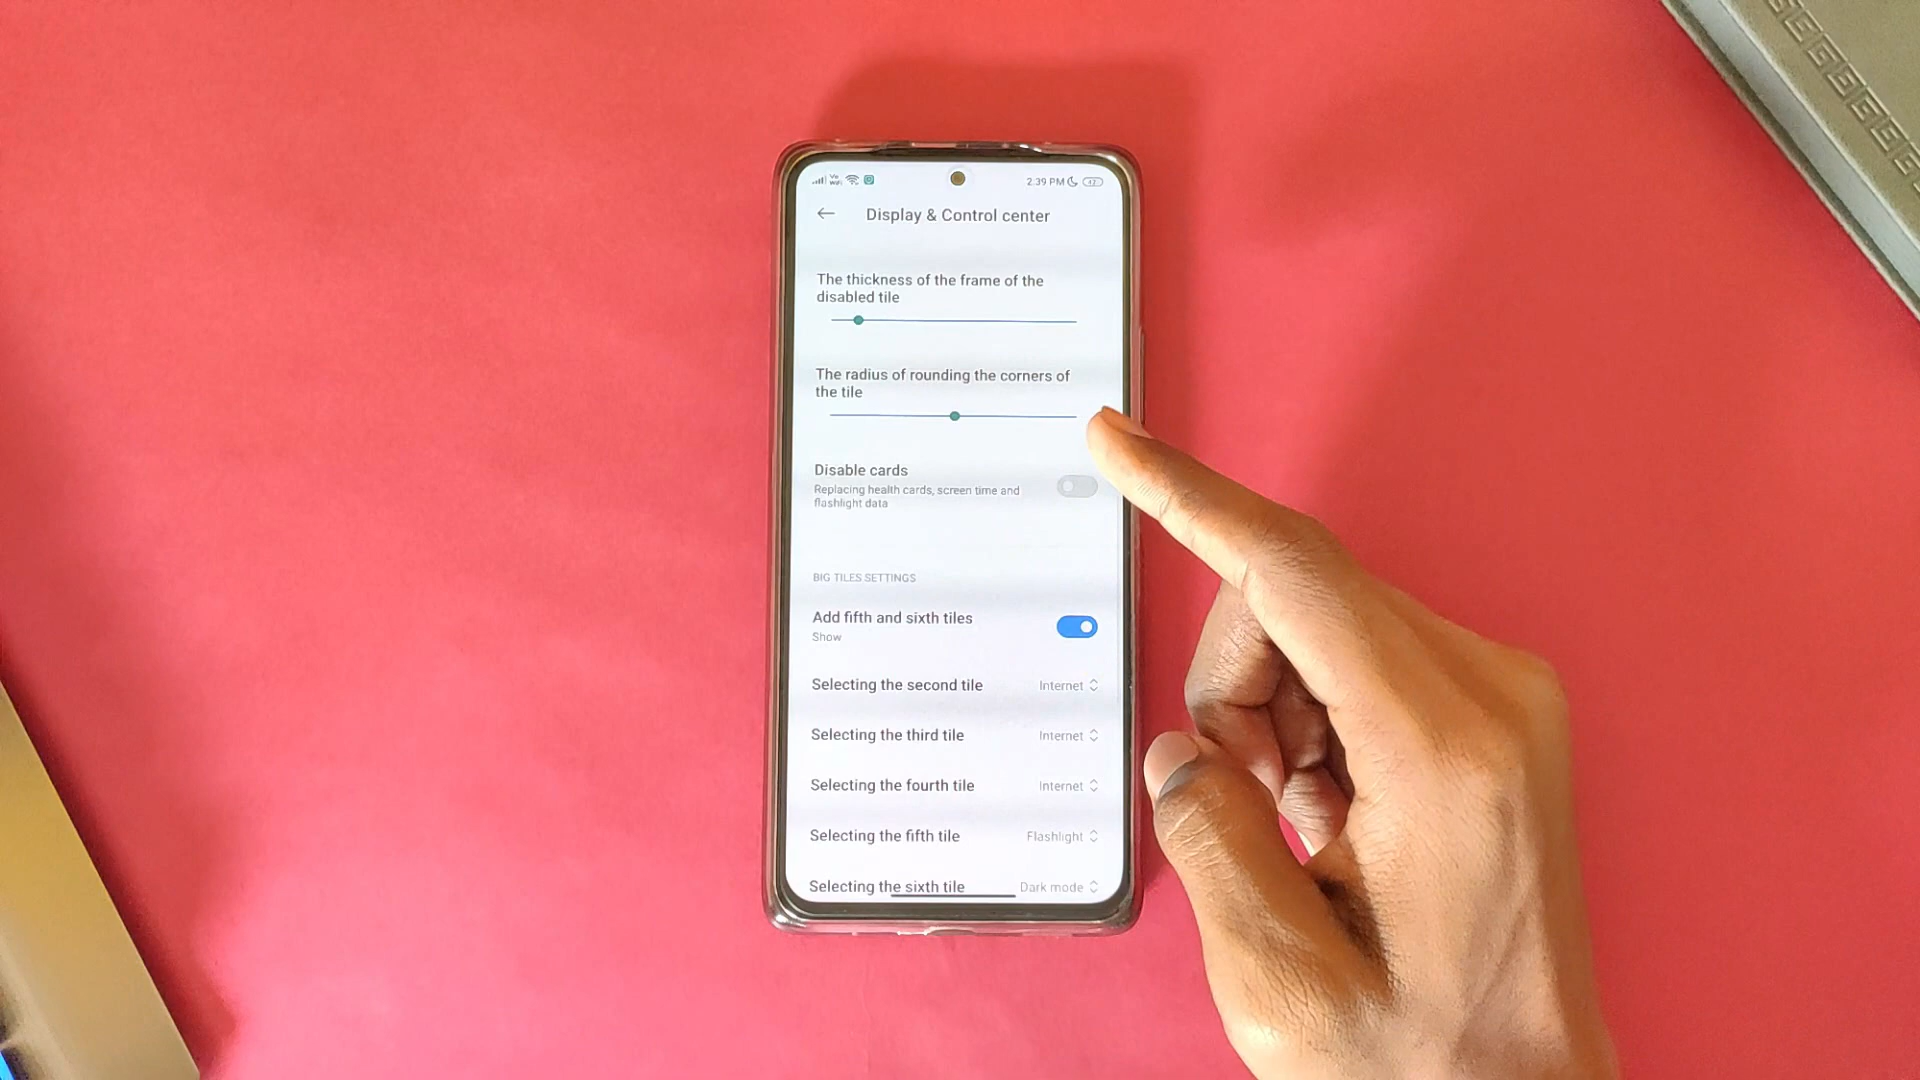 Vo
WiFi
2:39 PM
42
Display & Control center
The thickness of the frame of the
disabled tile
The radius of rounding the corners of
the tile
Disable cards
Replacing health cards, screen time and
flashlight data
BIG TILES SETTINGS
Add fifth and sixth tiles
Show
Selecting the second tile Internet
Selecting the third tile Internet
Selecting the fourth tile Internet
Selecting the fifth tile Flashlight
Selecting the sixth tile Dark mode